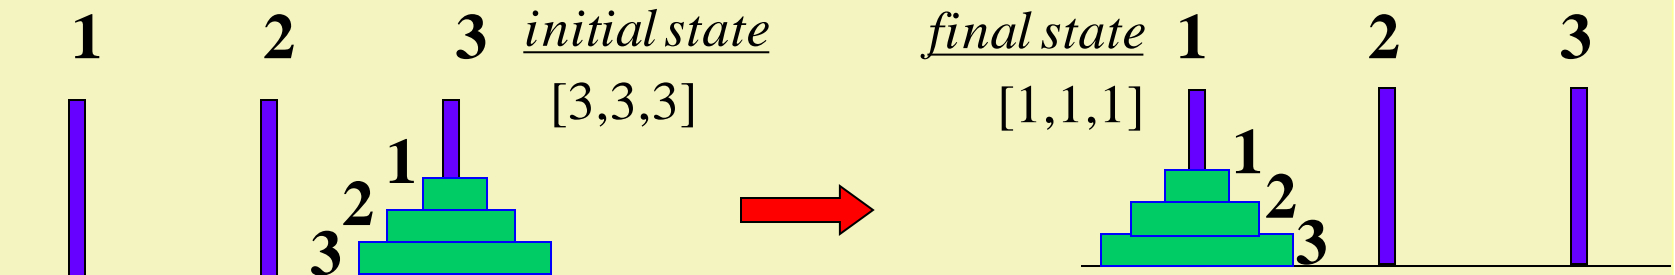 1 2 3 initial state final state 1 2 3
[3,3,3] [1,1,1]
1 1
2 2
3 3